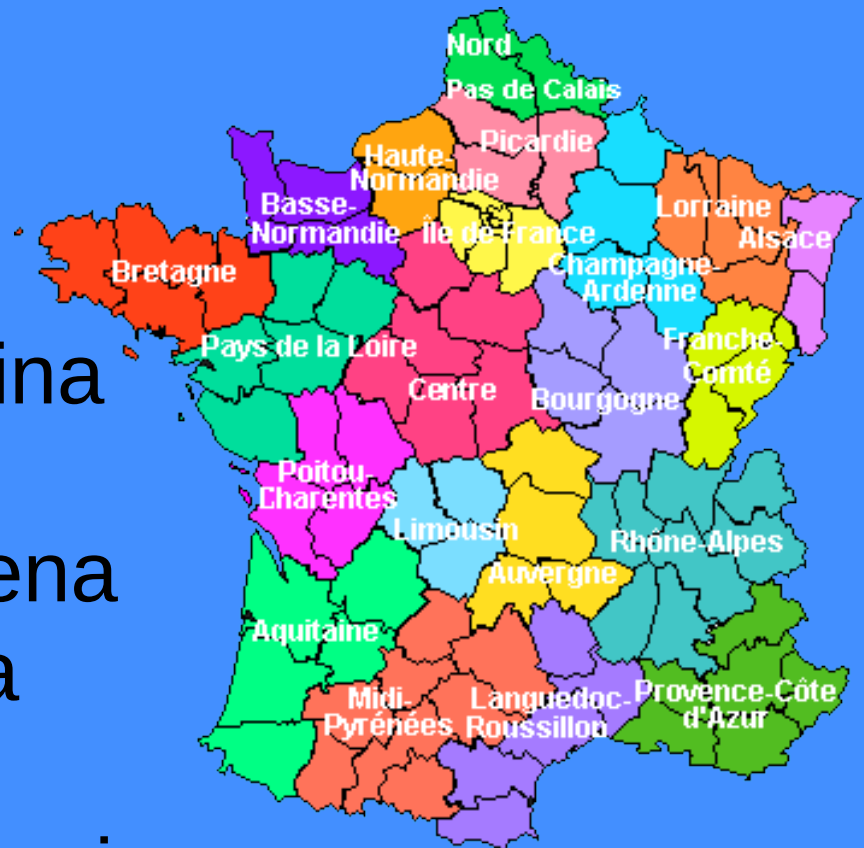 Nord
Pas de Calais
Picardie
Haute-
Normandie
Basse-
Normandie
Île de France
Lorraine
Alsace
Champagne-
Ardenne
Bretagne
Pays de la Loire
Centre
Bourgogne
Franche-
Comté
Poitou-
Charentes
Limousin
Auvergne
Rhône-Alpes
Aquitaine
Midi-
Pyrénées
Languedoc-
Roussillon
Provence-Côte
d'Azur
ina
ena
a